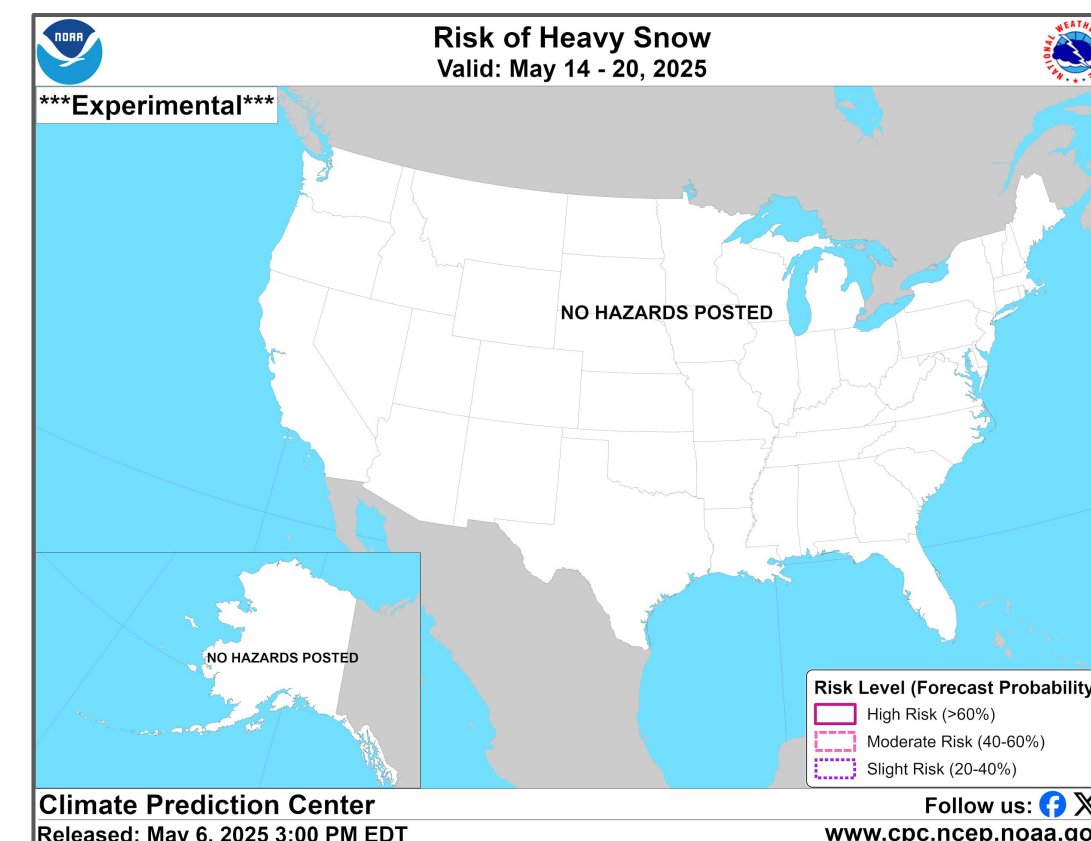 NOAA
Risk of Heavy Snow
Valid: May 14 - 20, 2025
***Experimental***
NO HAZARDS POSTED
NO HAZARDS POSTED
Risk Level (Forecast Probability
High Risk (>60%)
Moderate Risk (40-60%)
Slight Risk (20-40%)
Climate Prediction Center
Follow us:
Released: May 6, 2025 3:00 PM EDT
www.cpc.ncep.noaa.go